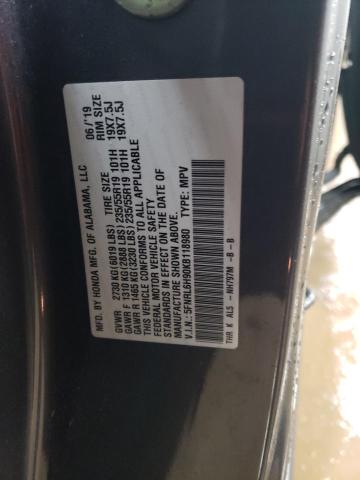 MFD. BY HONDA MFG. OF ALABAMA, LLC 06/'19
TIRE SIZE RIM SIZE
GVWR 2730 KG(6019 LBS)
GAWR F 1310 KG(2888 LBS) 235/55R19 101H 19X7.5J
GAWR R 1465 KG(3230 LBS) 235/55R19 101H 19X7.5J
THIS VEHICLE CONFORMS TO ALL APPLICABLE
FEDERAL MOTOR VEHICLE SAFETY
STANDARDS IN EFFECT ON THE DATE OF
MANUFACTURE SHOWN ABOVE.
V.I.N.: 5FNRL6H90KB118980 TYPE: MPV
THR K AL5 - NH797M -B-B